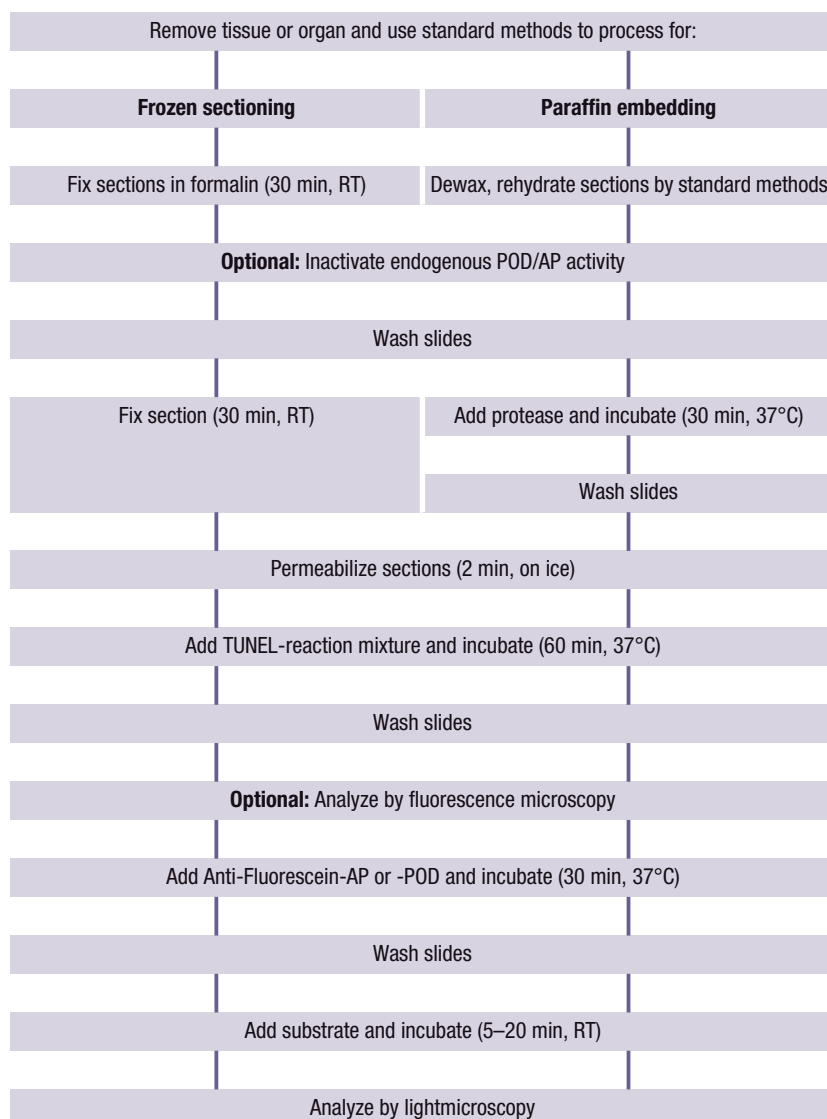 Remove tissue or organ and use standard methods to process for:
Frozen sectioning
Paraffin embedding
Fix sections in formalin (30 min, RT)
Dewax, rehydrate sections by standard methods
Optional: Inactivate endogenous POD/AP activity
Wash slides
Fix section (30 min, RT)
Add protease and incubate (30 min, 37°C)
Wash slides
Permeabilize sections (2 min, on ice)
Add TUNEL-reaction mixture and incubate (60 min, 37°C)
Wash slides
Optional: Analyze by fluorescence microscopy
Add Anti-Fluorescein-AP or -POD and incubate (30 min, 37°C)
Wash slides
Add substrate and incubate (5–20 min, RT)
Analyze by lightmicroscopy